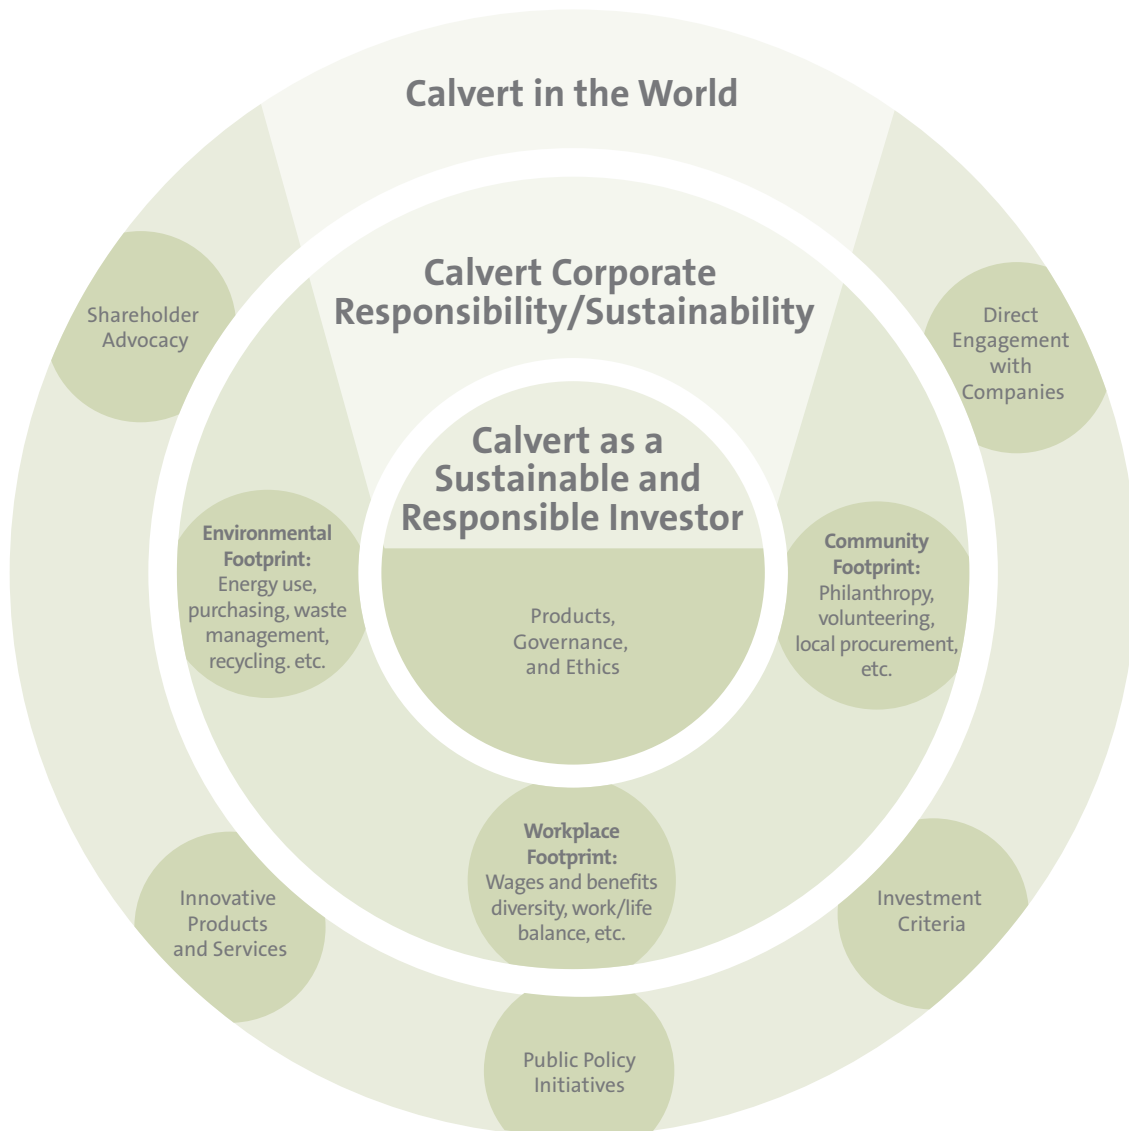 Calvert in the World
Calvert Corporate
Responsibility/Sustainability
Shareholder
Advocacy
Direct
Engagement
with
Companies
Calvert as a
Sustainable and
Responsible Investor
Environmental
Footprint:
Energy use,
purchasing, waste
management,
recycling. etc.
Products,
Governance,
and Ethics
Community
Footprint:
Philanthropy,
volunteering,
local procurement,
etc.
Workplace
Footprint:
Wages and benefits
diversity, work/life
balance, etc.
Innovative
Products
and Services
Investment
Criteria
Public Policy
Initiatives